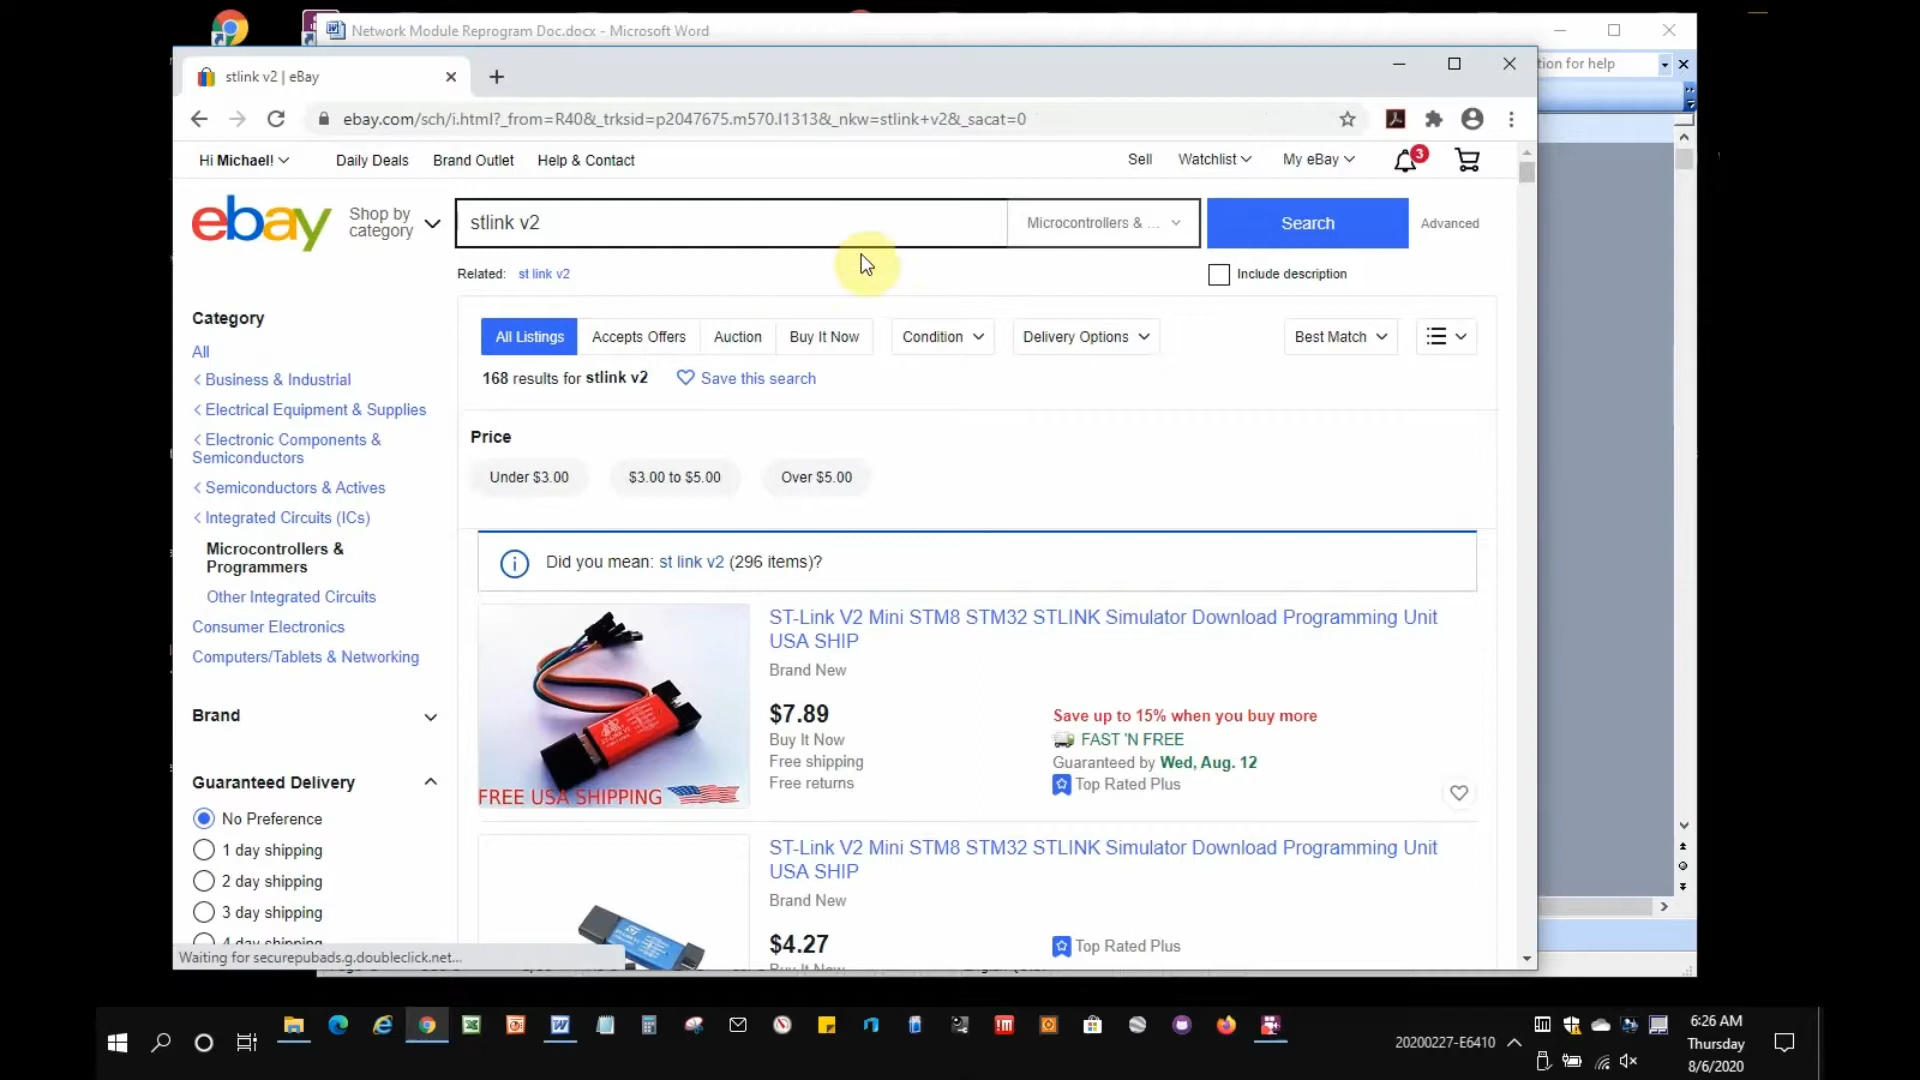 Network Module Reprogram Doc.docx - Microsoft Word
tion for help
stlink v2 | eBay
ebay.com/sch/i.html?_from=R40&_trksid=p2047675.m570.l1313&_nkw=stlink+v2&_sacat=0
Hi Michael!
Daily Deals
Brand Outlet
Help & Contact
Sell
Watchlist
My eBay
3
ebay
Shop by
category
stlink v2
Microcontrollers & ...
Search
Advanced
Related: st link v2
Include description
Category
All
Business & Industrial
Electrical Equipment & Supplies
Electronic Components &
Semiconductors
Semiconductors & Actives
Integrated Circuits (ICs)
Microcontrollers &
Programmers
Other Integrated Circuits
Consumer Electronics
Computers/Tablets & Networking
Brand
Guaranteed Delivery
No Preference
1 day shipping
2 day shipping
3 day shipping
4 day shipping
All Listings
Accepts Offers
Auction
Buy It Now
Condition
Delivery Options
Best Match
168 results for stlink v2
Save this search
Price
Under $3.00
$3.00 to $5.00
Over $5.00
Did you mean: st link v2 (296 items)?
ST-Link V2 Mini STM8 STM32 STLINK Simulator Download Programming Unit
USA SHIP
Brand New
$7.89
Buy It Now
Free shipping
Free returns
Save up to 15% when you buy more
FAST 'N FREE
Guaranteed by Wed, Aug. 12
Top Rated Plus
FREE USA SHIPPING
ST-Link V2 Mini STM8 STM32 STLINK Simulator Download Programming Unit
USA SHIP
Brand New
$4.27
Buy It Now
Top Rated Plus
Waiting for securepubads.g.doubleclick.net...
20200227-E6410
6:26 AM
Thursday
8/6/2020